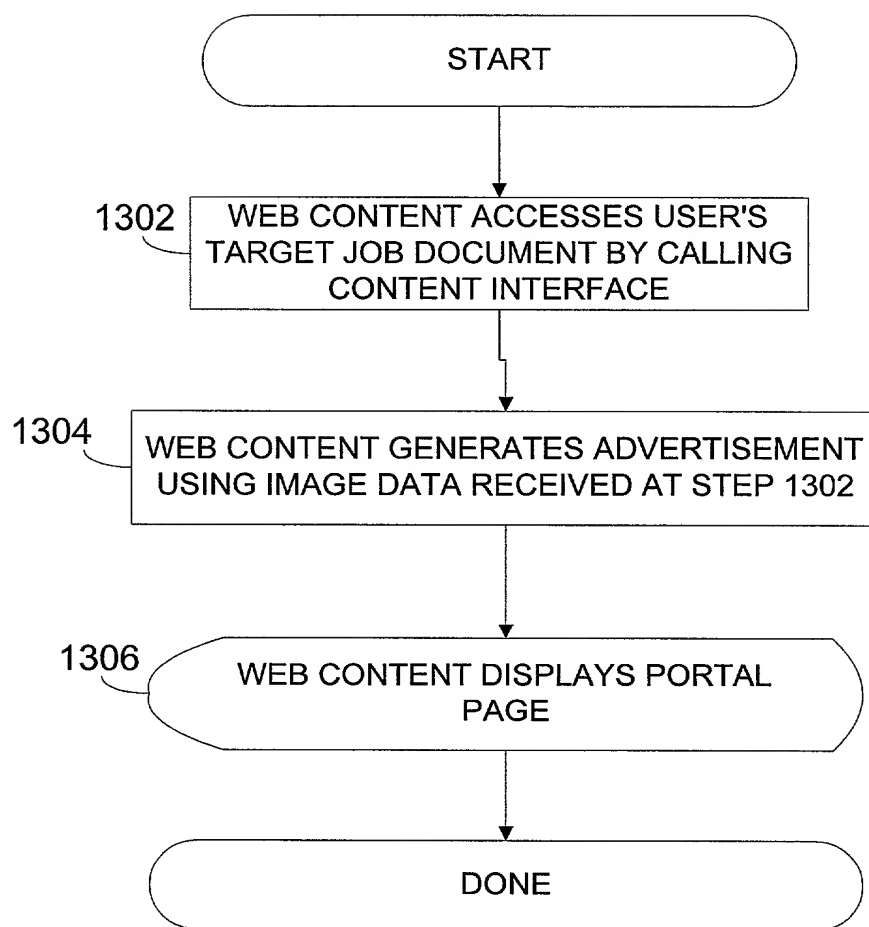 START
1302
WEB CONTENT ACCESSES USER'S
TARGET JOB DOCUMENT BY CALLING
CONTENT INTERFACE
1304
WEB CONTENT GENERATES ADVERTISEMENT
USING IMAGE DATA RECEIVED AT STEP 1302
1306
WEB CONTENT DISPLAYS PORTAL
PAGE
DONE